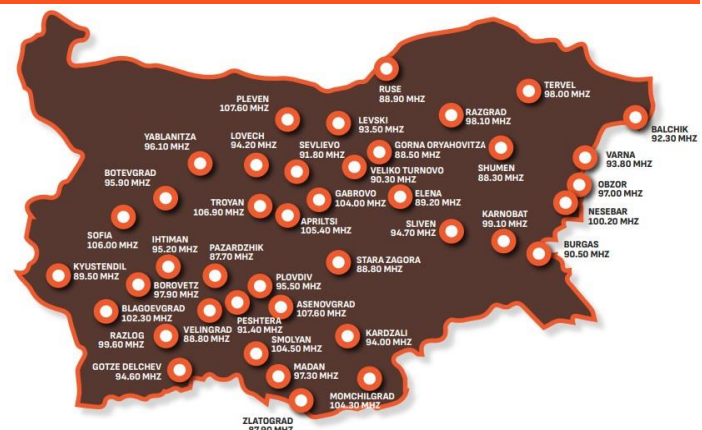 RUSE
88.90 MHZ
TERVEL
98.00 MHZ
PLEVEN
107.60 MHZ
LEVSKI
93.50 MHZ
RAZGRAD
98.10 MHZ
BALCHIK
92.30 MHZ
YABLANITZA
96.10 MHZ
LOVECH
94.20 MHZ
SEVLIEVO
91.80 MHZ
GORNA ORYAHOVITZA
88.50 MHZ
SHUMEN
88.30 MHZ
VARNA
93.80 MHZ
BOTEVGRAD
95.90 MHZ
VELIKO TURNOVO
90.30 MHZ
OBZOR
97.00 MHZ
TROYAN
106.90 MHZ
GABROVO
104.00 MHZ
ELENA
89.20 MHZ
NESEBAR
100.20 MHZ
APRILTSI
105.40 MHZ
SLIVEN
94.70 MHZ
KARNOBAT
99.10 MHZ
SOFIA
106.00 MHZ
IHTIMAN
95.20 MHZ
PAZARDZHIK
87.70 MHZ
STARA ZAGORA
88.80 MHZ
BURGAS
90.50 MHZ
KYUSTENDIL
89.50 MHZ
BOROVETZ
97.90 MHZ
PLOVDIV
95.50 MHZ
BLAGOEVGRAD
102.30 MHZ
VELINGRAD
88.80 MHZ
PESHTERA
91.40 MHZ
ASENOVGRAD
107.60 MHZ
RAZLOG
99.60 MHZ
SMOLYAN
104.50 MHZ
KARDZALI
94.00 MHZ
GOTZE DELCHEV
94.60 MHZ
MADAN
97.30 MHZ
MOMCHILGRAD
104.30 MHZ
ZLATOGRAD
87.90 MHZ